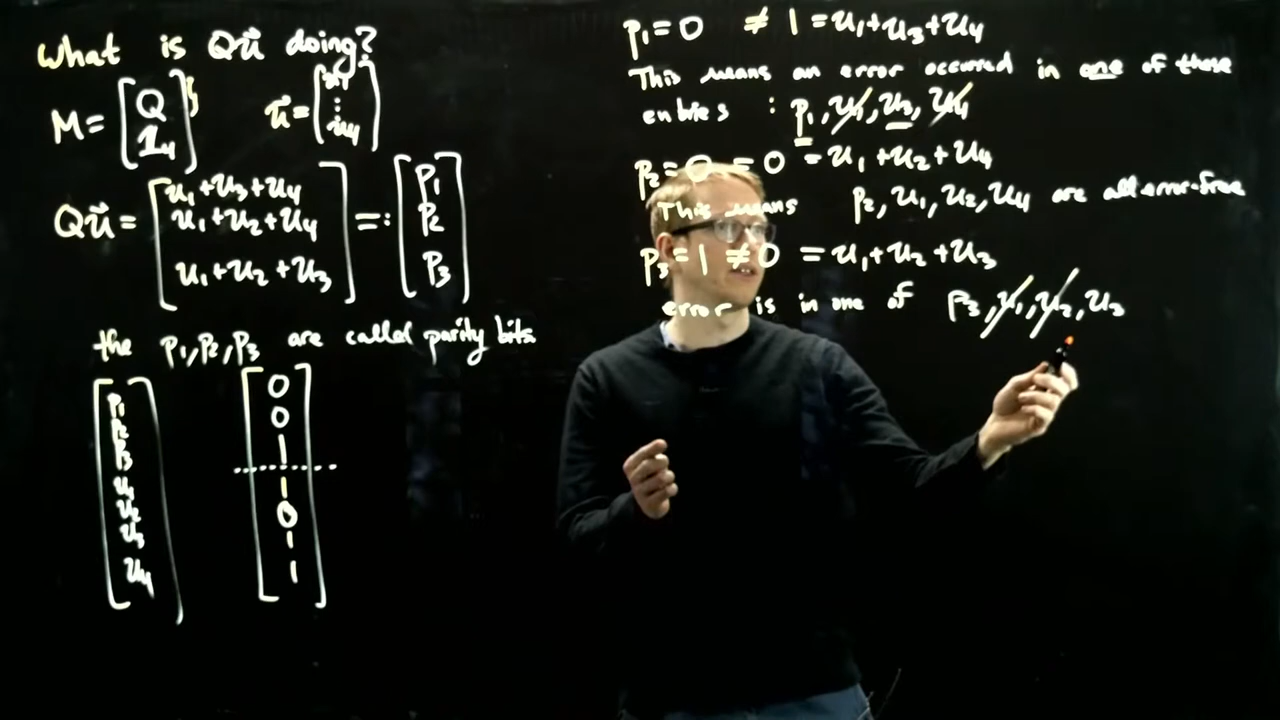 What is Qu⃗ doing?
M = [Q 1₄]
u⃗ = [u₁ ⋮ u₄]
Qu⃗ = [u₁+u₃+u₄
u₁+u₂+u₄
u₁+u₂+u₃] =: [p₁ p₂ p₃]
the p₁,p₂,p₃ are called parity bits
[p₁ p₂ p₃ u₁ u₂ u₃ u₄]
[0 0 1 1 0 1 1]
p₁ = 0 ≠ 1 = u₁+u₃+u₄
This means an error occurred in one of these
entries : p₁, u₁, u₃, u₄
p₂ = 0 = 0 = u₁+u₂+u₄
This means p₂, u₁, u₂, u₄ are all error-free
p₃ = 1 ≠ 0 = u₁+u₂+u₃
error is in one of p₃, u₁, u₂, u₃